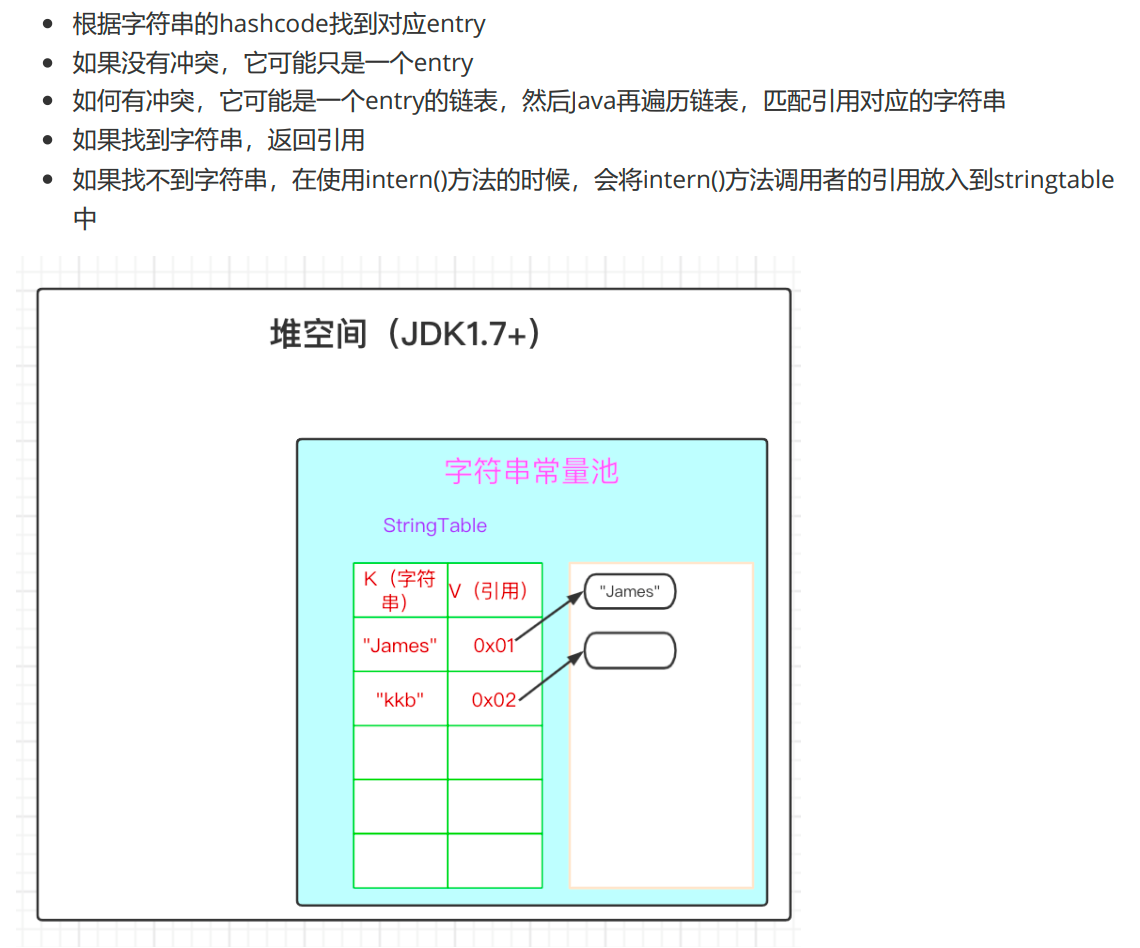 根据字符串的hashcode找到对应entry
如果没有冲突，它可能只是一个entry
如何有冲突，它可能是一个entry的链表，然后Java再遍历链表，匹配引用对应的字符串
如果找到字符串，返回引用
如果找不到字符串，在使用intern()方法的时候，会将intern()方法调用者的引用放入到stringtable
中
堆空间（JDK1.7+）
字符串常量池
StringTable
K（字符
串）
V（引用）
"James"
"James"
0x01
"kkb"
0x02